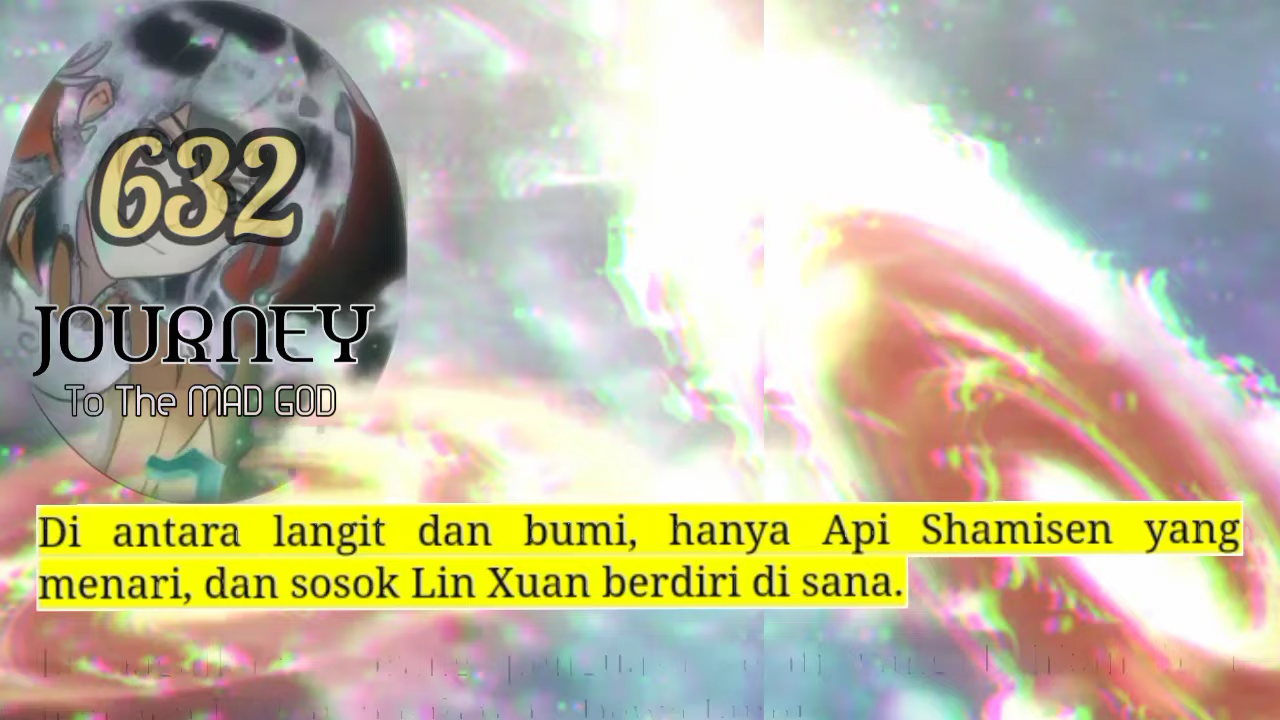 632
JOURNEY
To The MAD GOD
Di antara langit dan bumi, hanya Api Shamisen yang
menari, dan sosok Lin Xuan berdiri di sana.